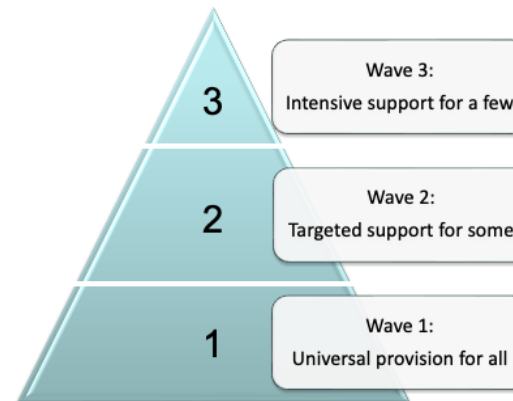 3
Wave 3:
Intensive support for a few
2
Wave 2:
Targeted support for some
1
Wave 1:
Universal provision for all